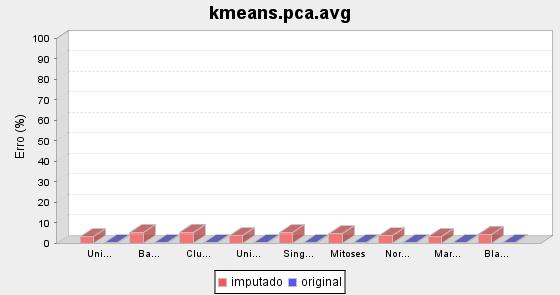 kmeans.pca.avg
Erro (%)
100
90
80
70
60
50
40
30
20
10
0
Uni... Ba... Clu... Uni... Sing... Mitoses Nor... Mar... Bla...
imputado original